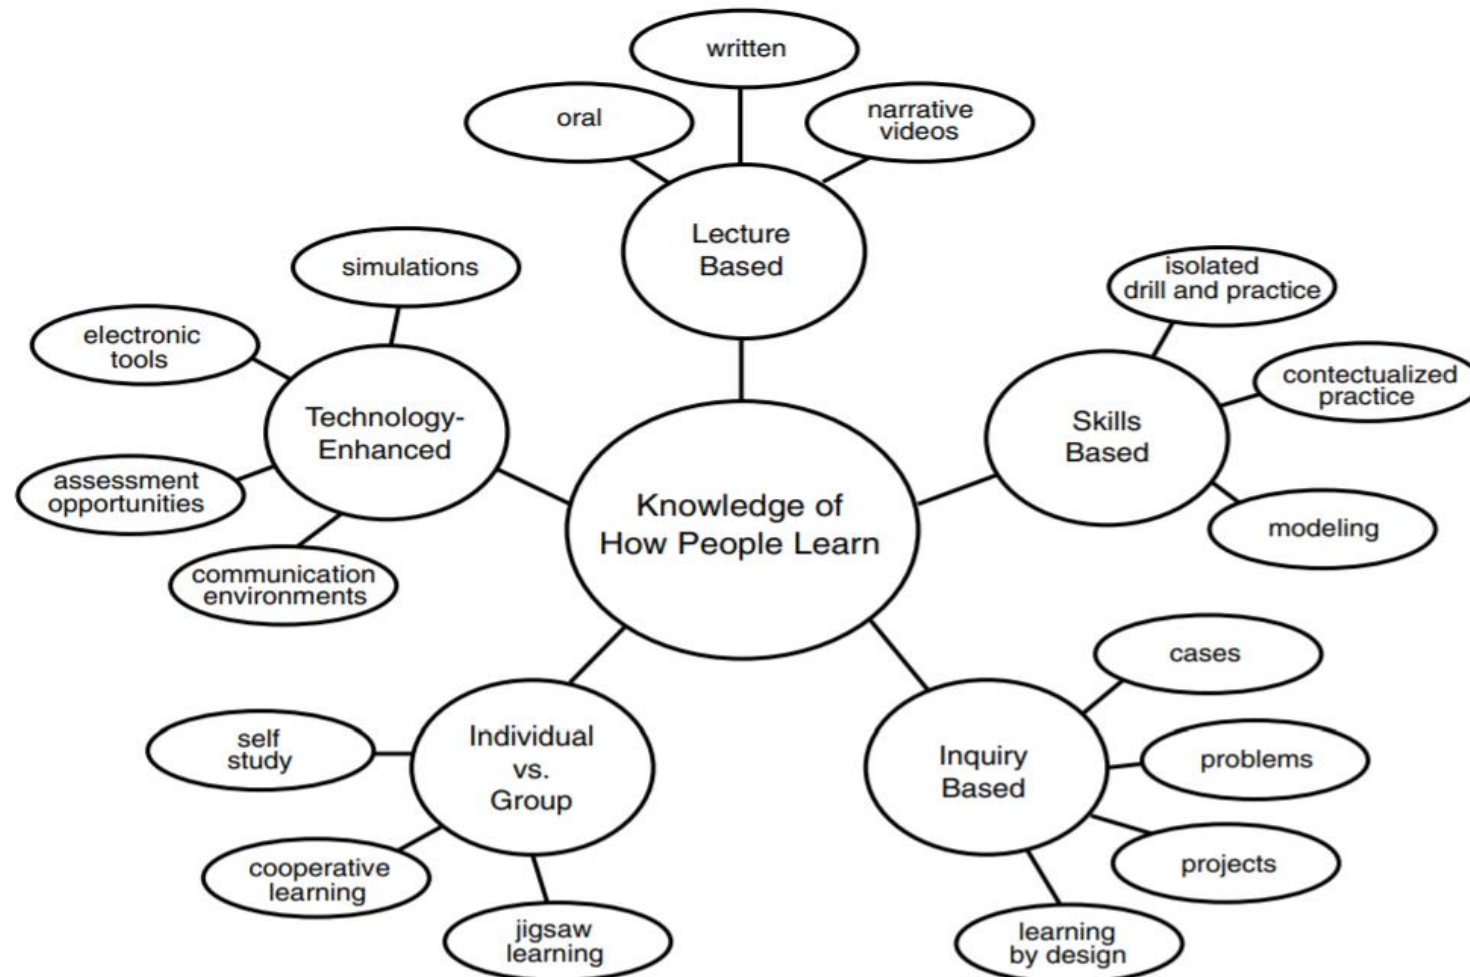 written
oral
narrative
videos
Lecture
Based
simulations
electronic
tools
Technology-
Enhanced
assessment
opportunities
communication
environments
isolated
drill and practice
contectualized
practice
Skills
Based
modeling
Knowledge of
How People Learn
Individual
vs.
Group
self
study
cooperative
learning
jigsaw
learning
Inquiry
Based
cases
problems
projects
learning
by design